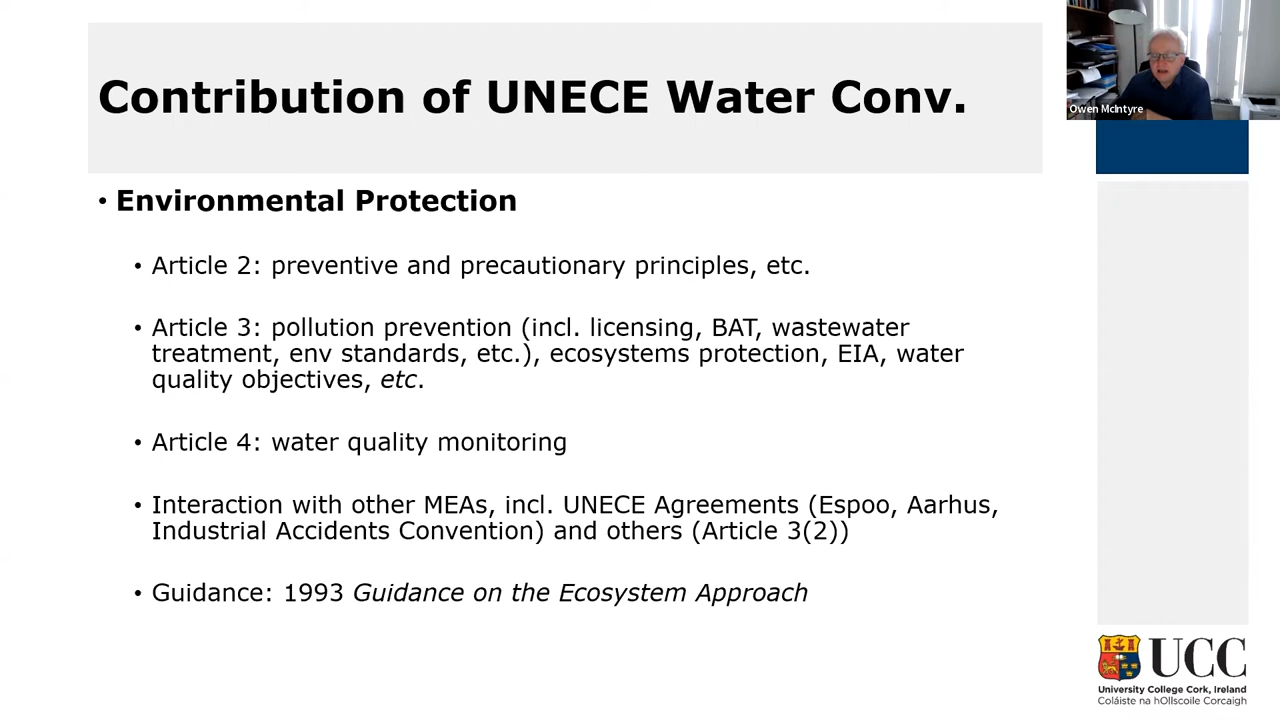 Contribution of UNECE Water Conv.
Owen McIntyre
• Environmental Protection
• Article 2: preventive and precautionary principles, etc.
• Article 3: pollution prevention (incl. licensing, BAT, wastewater
treatment, env standards, etc.), ecosystems protection, EIA, water
quality objectives, etc.
• Article 4: water quality monitoring
• Interaction with other MEAs, incl. UNECE Agreements (Espoo, Aarhus,
Industrial Accidents Convention) and others (Article 3(2))
• Guidance: 1993 Guidance on the Ecosystem Approach
UCC
University College Cork, Ireland
Coláiste na hOllscoile Corcaigh